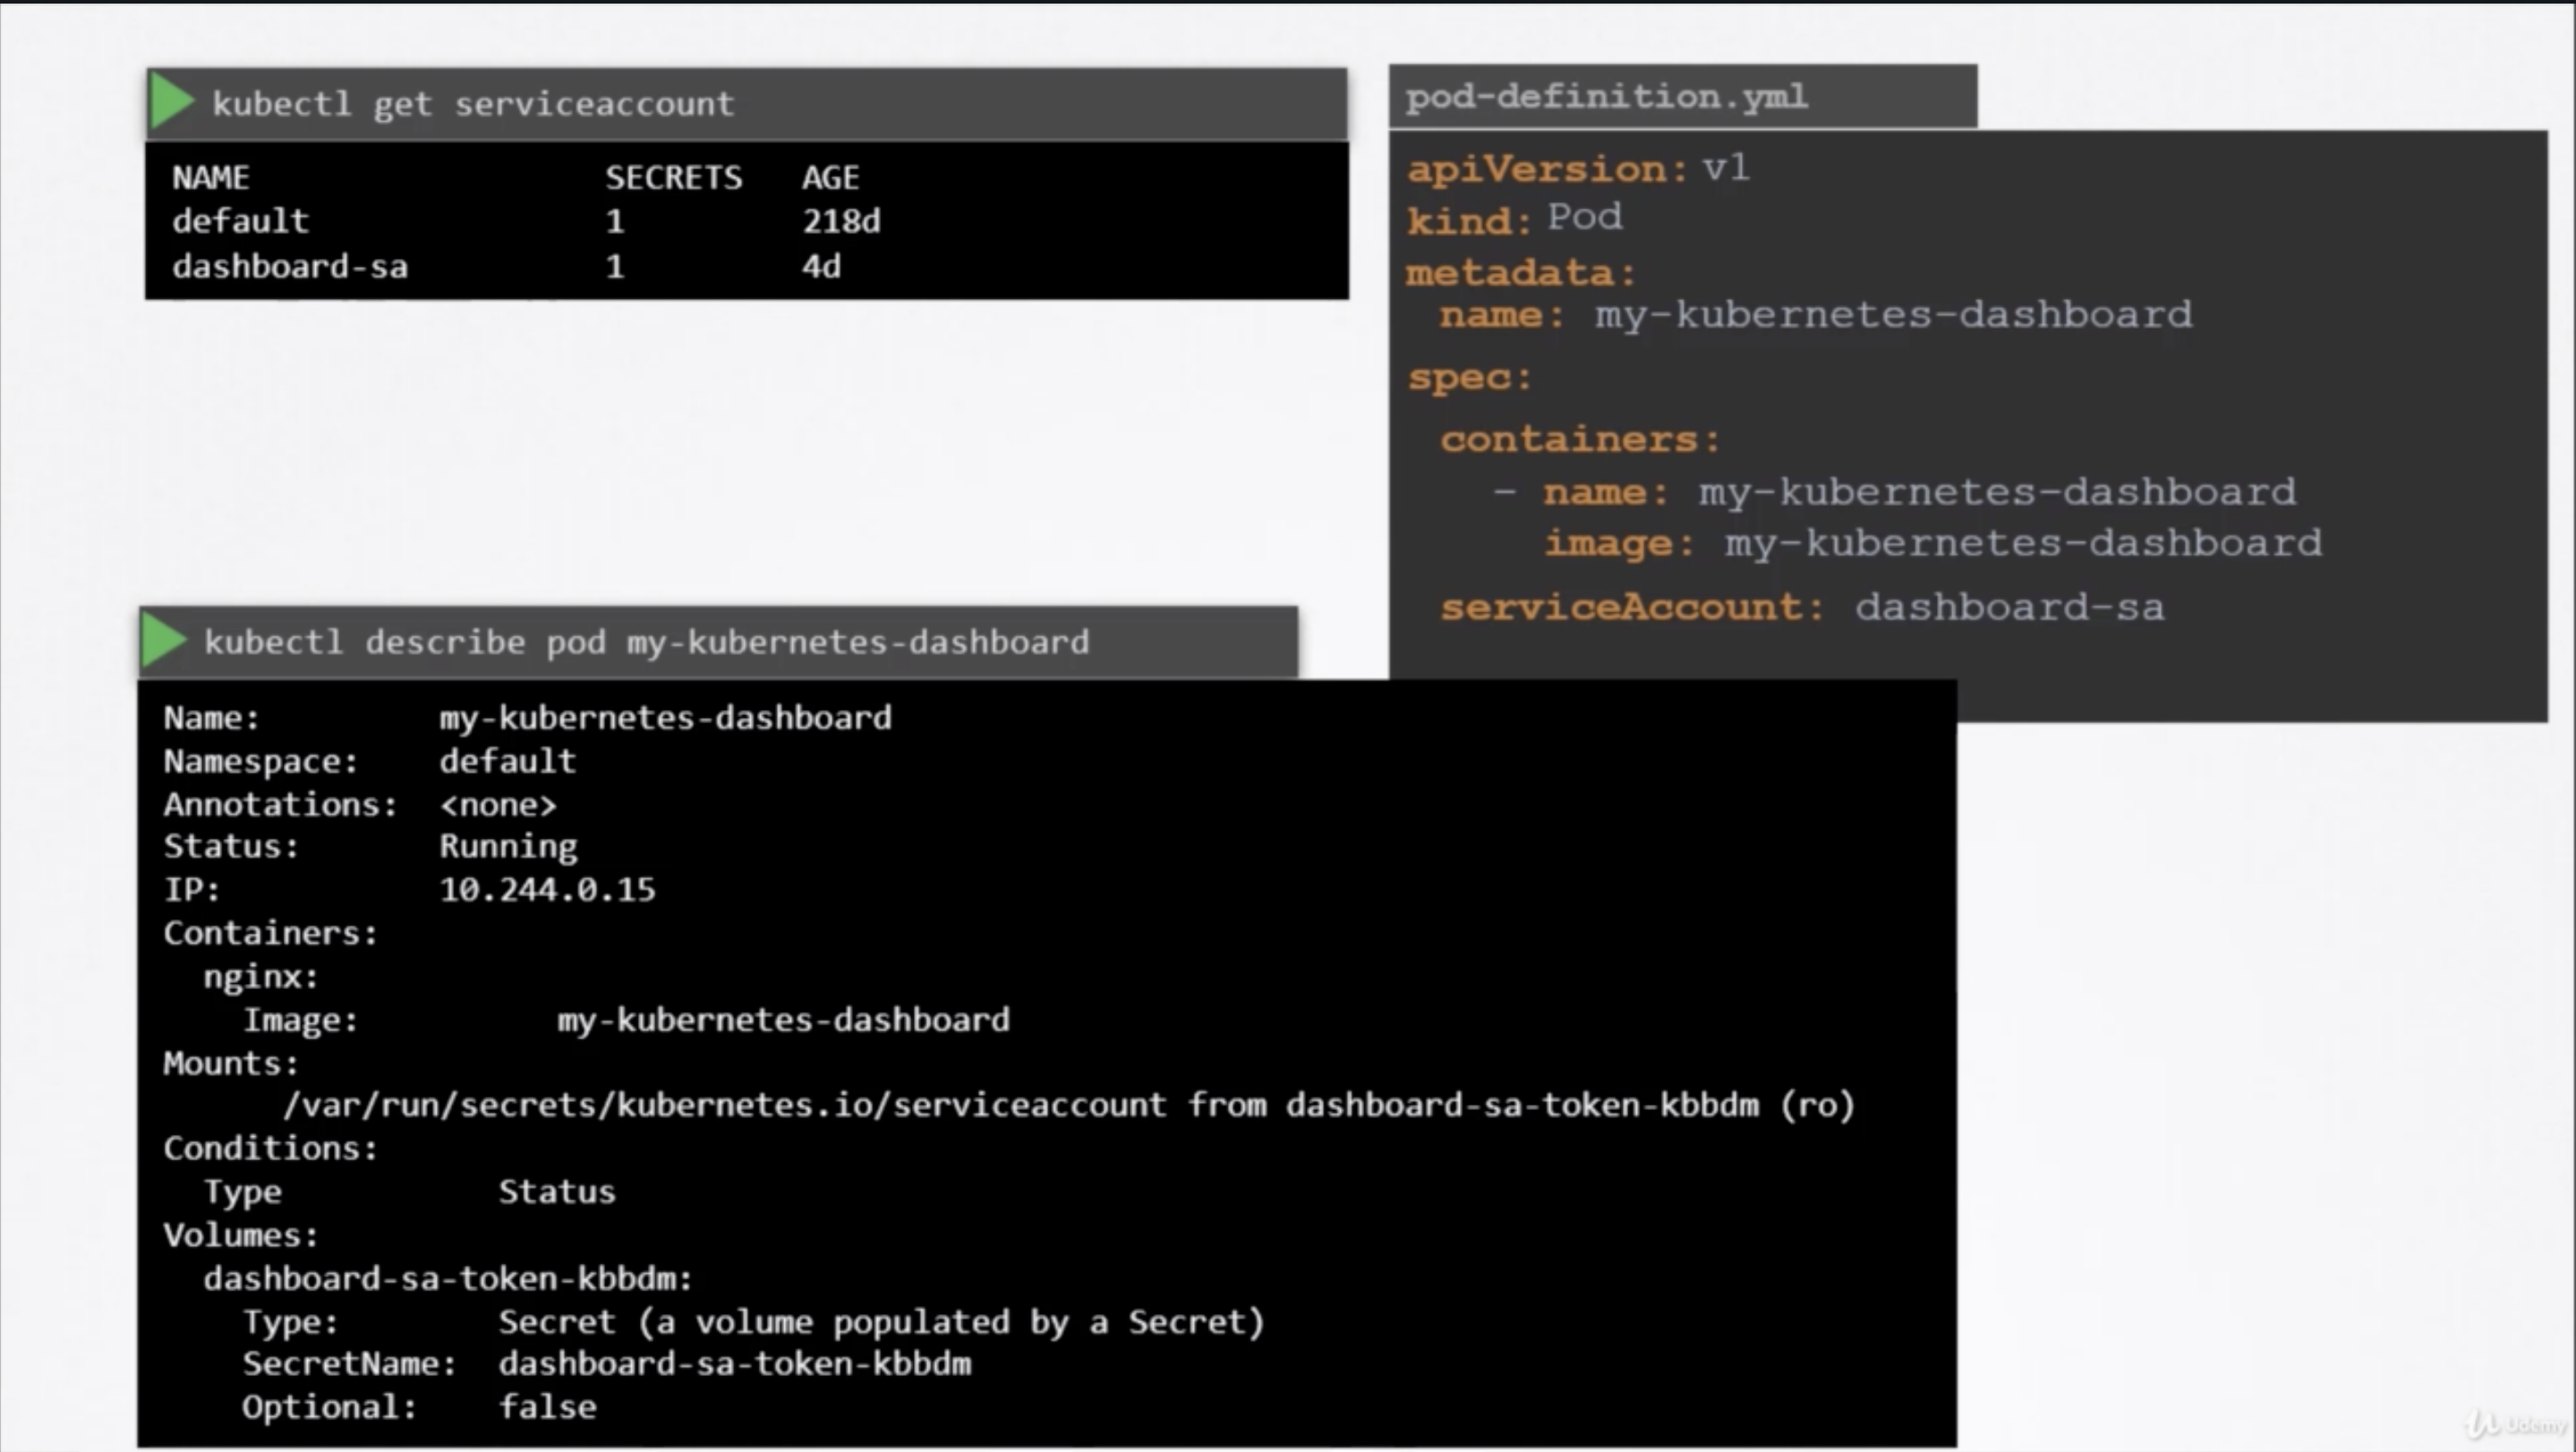 kubectl get serviceaccount
NAME SECRETS AGE
default 1 218d
dashboard-sa 1 4d
pod-definition.yml
apiVersion: v1
kind: Pod
metadata:
name: my-kubernetes-dashboard
spec:
containers:
- name: my-kubernetes-dashboard
image: my-kubernetes-dashboard
serviceAccount: dashboard-sa
kubectl describe pod my-kubernetes-dashboard
Name: my-kubernetes-dashboard
Namespace: default
Annotations: <none>
Status: Running
IP: 10.244.0.15
Containers:
nginx:
Image: my-kubernetes-dashboard
Mounts:
/var/run/secrets/kubernetes.io/serviceaccount from dashboard-sa-token-kbbdm (ro)
Conditions:
Type Status
Volumes:
dashboard-sa-token-kbbdm:
Type: Secret (a volume populated by a Secret)
SecretName: dashboard-sa-token-kbbdm
Optional: false
Udemy